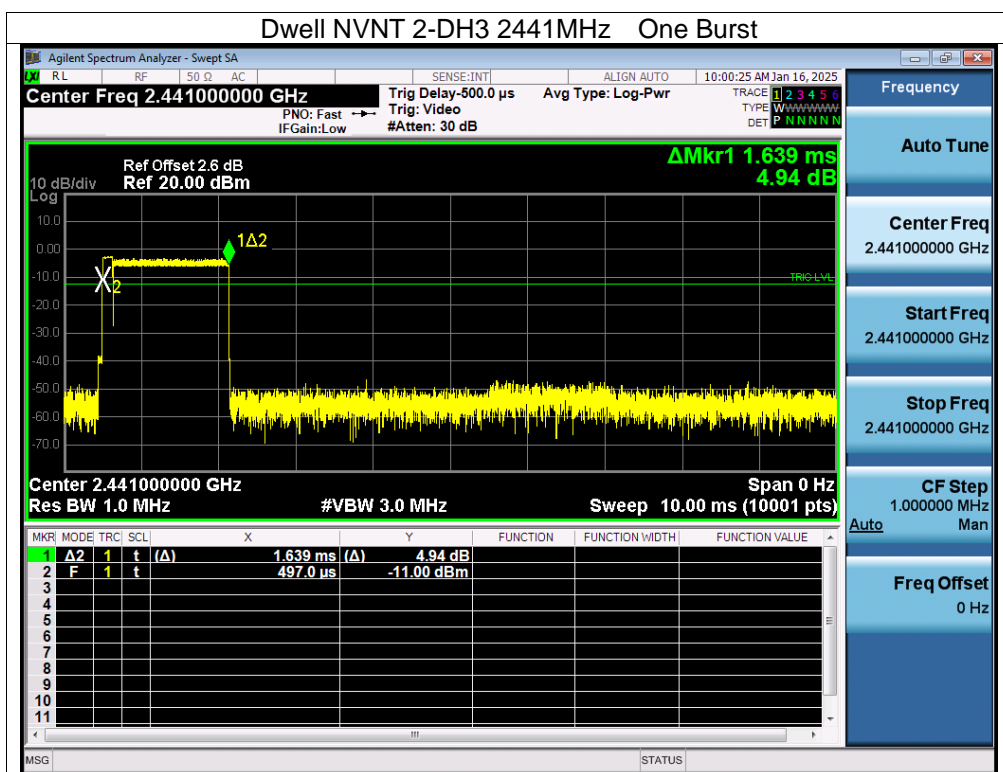 Dwell NVNT 2-DH3 2441MHz One Burst
Agilent Spectrum Analyzer - Swept SA
LXI RL RF 50 Ω AC SENSE:INT ALIGN AUTO 10:00:25 AM Jan 16, 2025
Center Freq 2.441000000 GHz
Trig Delay-500.0 µs Avg Type: Log-Pwr TRACE 1 2 3 4 5 6
PNO: Fast Trig: Video TYPE WWWWWW
IFGain:Low #Atten: 30 dB DET P N N N N N
ΔMkr1 1.639 ms
4.94 dB
Ref Offset 2.6 dB
10 dB/div Ref 20.00 dBm
Log
10.0
0.00
-10.0
-20.0
-30.0
-40.0
-50.0
-60.0
-70.0
1Δ2
2
TRIG LVL
Center 2.441000000 GHz Span 0 Hz
Res BW 1.0 MHz #VBW 3.0 MHz Sweep 10.00 ms (10001 pts)
MKR MODE TRC SCL X Y FUNCTION FUNCTION WIDTH FUNCTION VALUE
1 Δ2 1 t (Δ) 1.639 ms (Δ) 4.94 dB
2 F 1 t 497.0 µs -11.00 dBm
3
4
5
6
7
8
9
10
11
MSG STATUS
Frequency
Auto Tune
Center Freq
2.441000000 GHz
Start Freq
2.441000000 GHz
Stop Freq
2.441000000 GHz
CF Step
1.000000 MHz
Auto Man
Freq Offset
0 Hz